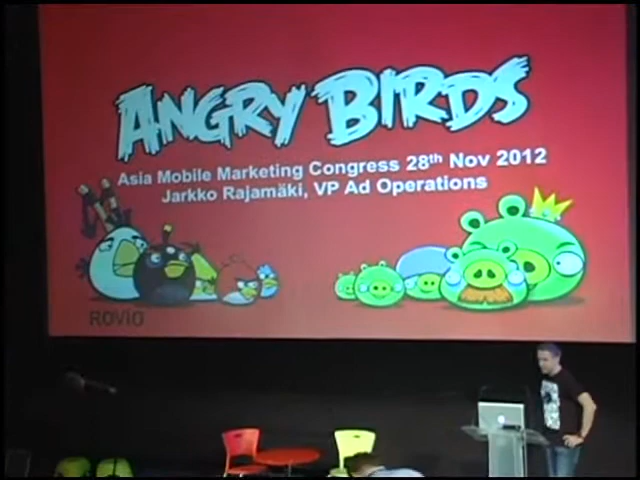 ANGRY BIRDS
Asia Mobile Marketing Congress 28th Nov 2012
Jarkko Rajamäki, VP Ad Operations
ROVIO